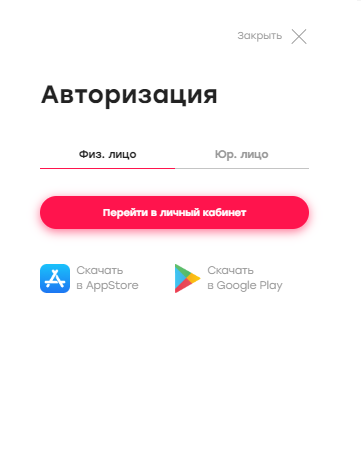 Закрыть
Авторизация
Физ. лицо
Юр. лицо
Перейти в личный кабинет
Скачать
в AppStore
Скачать
в Google Play